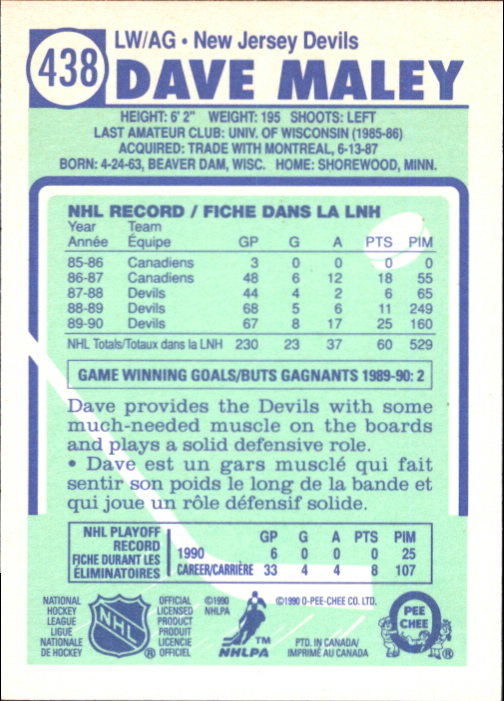 438
LW/AG • New Jersey Devils
DAVE MALEY
HEIGHT: 6' 2" WEIGHT: 195 SHOOTS: LEFT
LAST AMATEUR CLUB: UNIV. OF WISCONSIN (1985-86)
ACQUIRED: TRADE WITH MONTREAL, 6-13-87
BORN: 4-24-63, BEAVER DAM, WISC. HOME: SHOREWOOD, MINN.
NHL RECORD / FICHE DANS LA LNH
Year Team
Année Équipe GP G A PTS PIM
85-86 Canadiens 3 0 0 0 0
86-87 Canadiens 48 6 12 18 55
87-88 Devils 44 4 2 6 65
88-89 Devils 68 5 6 11 249
89-90 Devils 67 8 17 25 160
NHL Totals/Totaux dans la LNH 230 23 37 60 529
GAME WINNING GOALS/BUTS GAGNANTS 1989-90: 2
Dave provides the Devils with some
much-needed muscle on the boards
and plays a solid defensive role.
• Dave est un gars musclé qui fait
sentir son poids le long de la bande et
qui joue un rôle défensif solide.
NHL PLAYOFF
RECORD
FICHE DURANT LES
ÉLIMINATOIRES
GP G A PTS PIM
1990 6 0 0 0 25
CAREER/CARRIÈRE 33 4 4 8 107
NATIONAL
HOCKEY
LEAGUE
LIGUE
NATIONALE
DE HOCKEY
NHL
®
OFFICIAL
LICENSED
PRODUCT
PRODUIT
LICENCIE
OFFICIEL
©1990
NHLPA
TM
NHLPA
©1990 O-PEE-CHEE CO. LTD.
PTD. IN CANADA/
IMPRIMÉ AU CANADA
PEE
CHEE
®